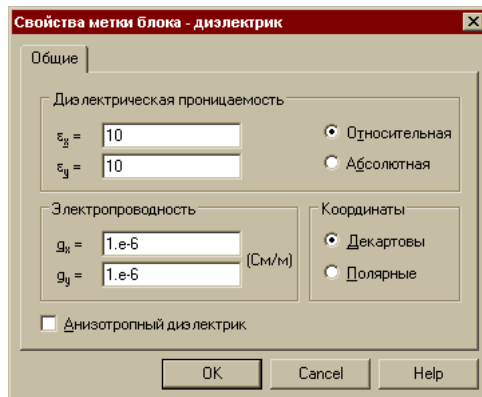 Свойства метки блока - диэлектрик
Общие
Диэлектрическая проницаемость
εx = 10
εy = 10
Относительная
Абсолютная
Электропроводность
gx = 1.e-6
gy = 1.e-6
(См/м)
Координаты
Декартовы
Полярные
Анизотропный диэлектрик
OK
Cancel
Help